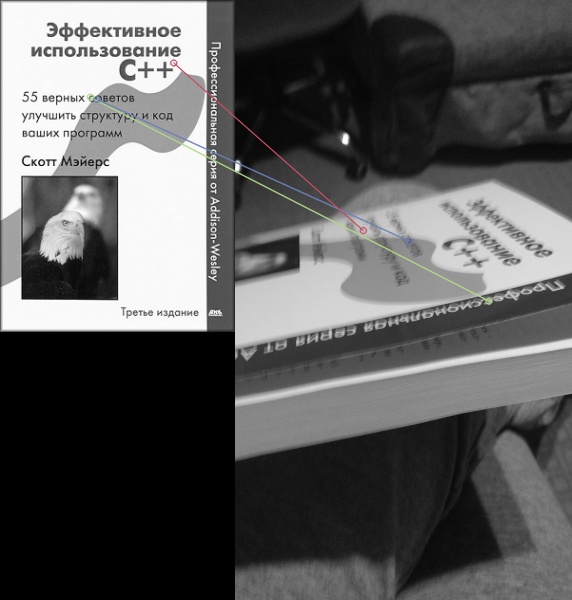 Эффективное
использование
C++
55 верных советов
улучшить структуру и код
ваших программ
Скотт Мэйерс
Третье издание
Профессиональная серия от Addison-Wesley
Эффективное
использование
C++
Профессиональная серия от A